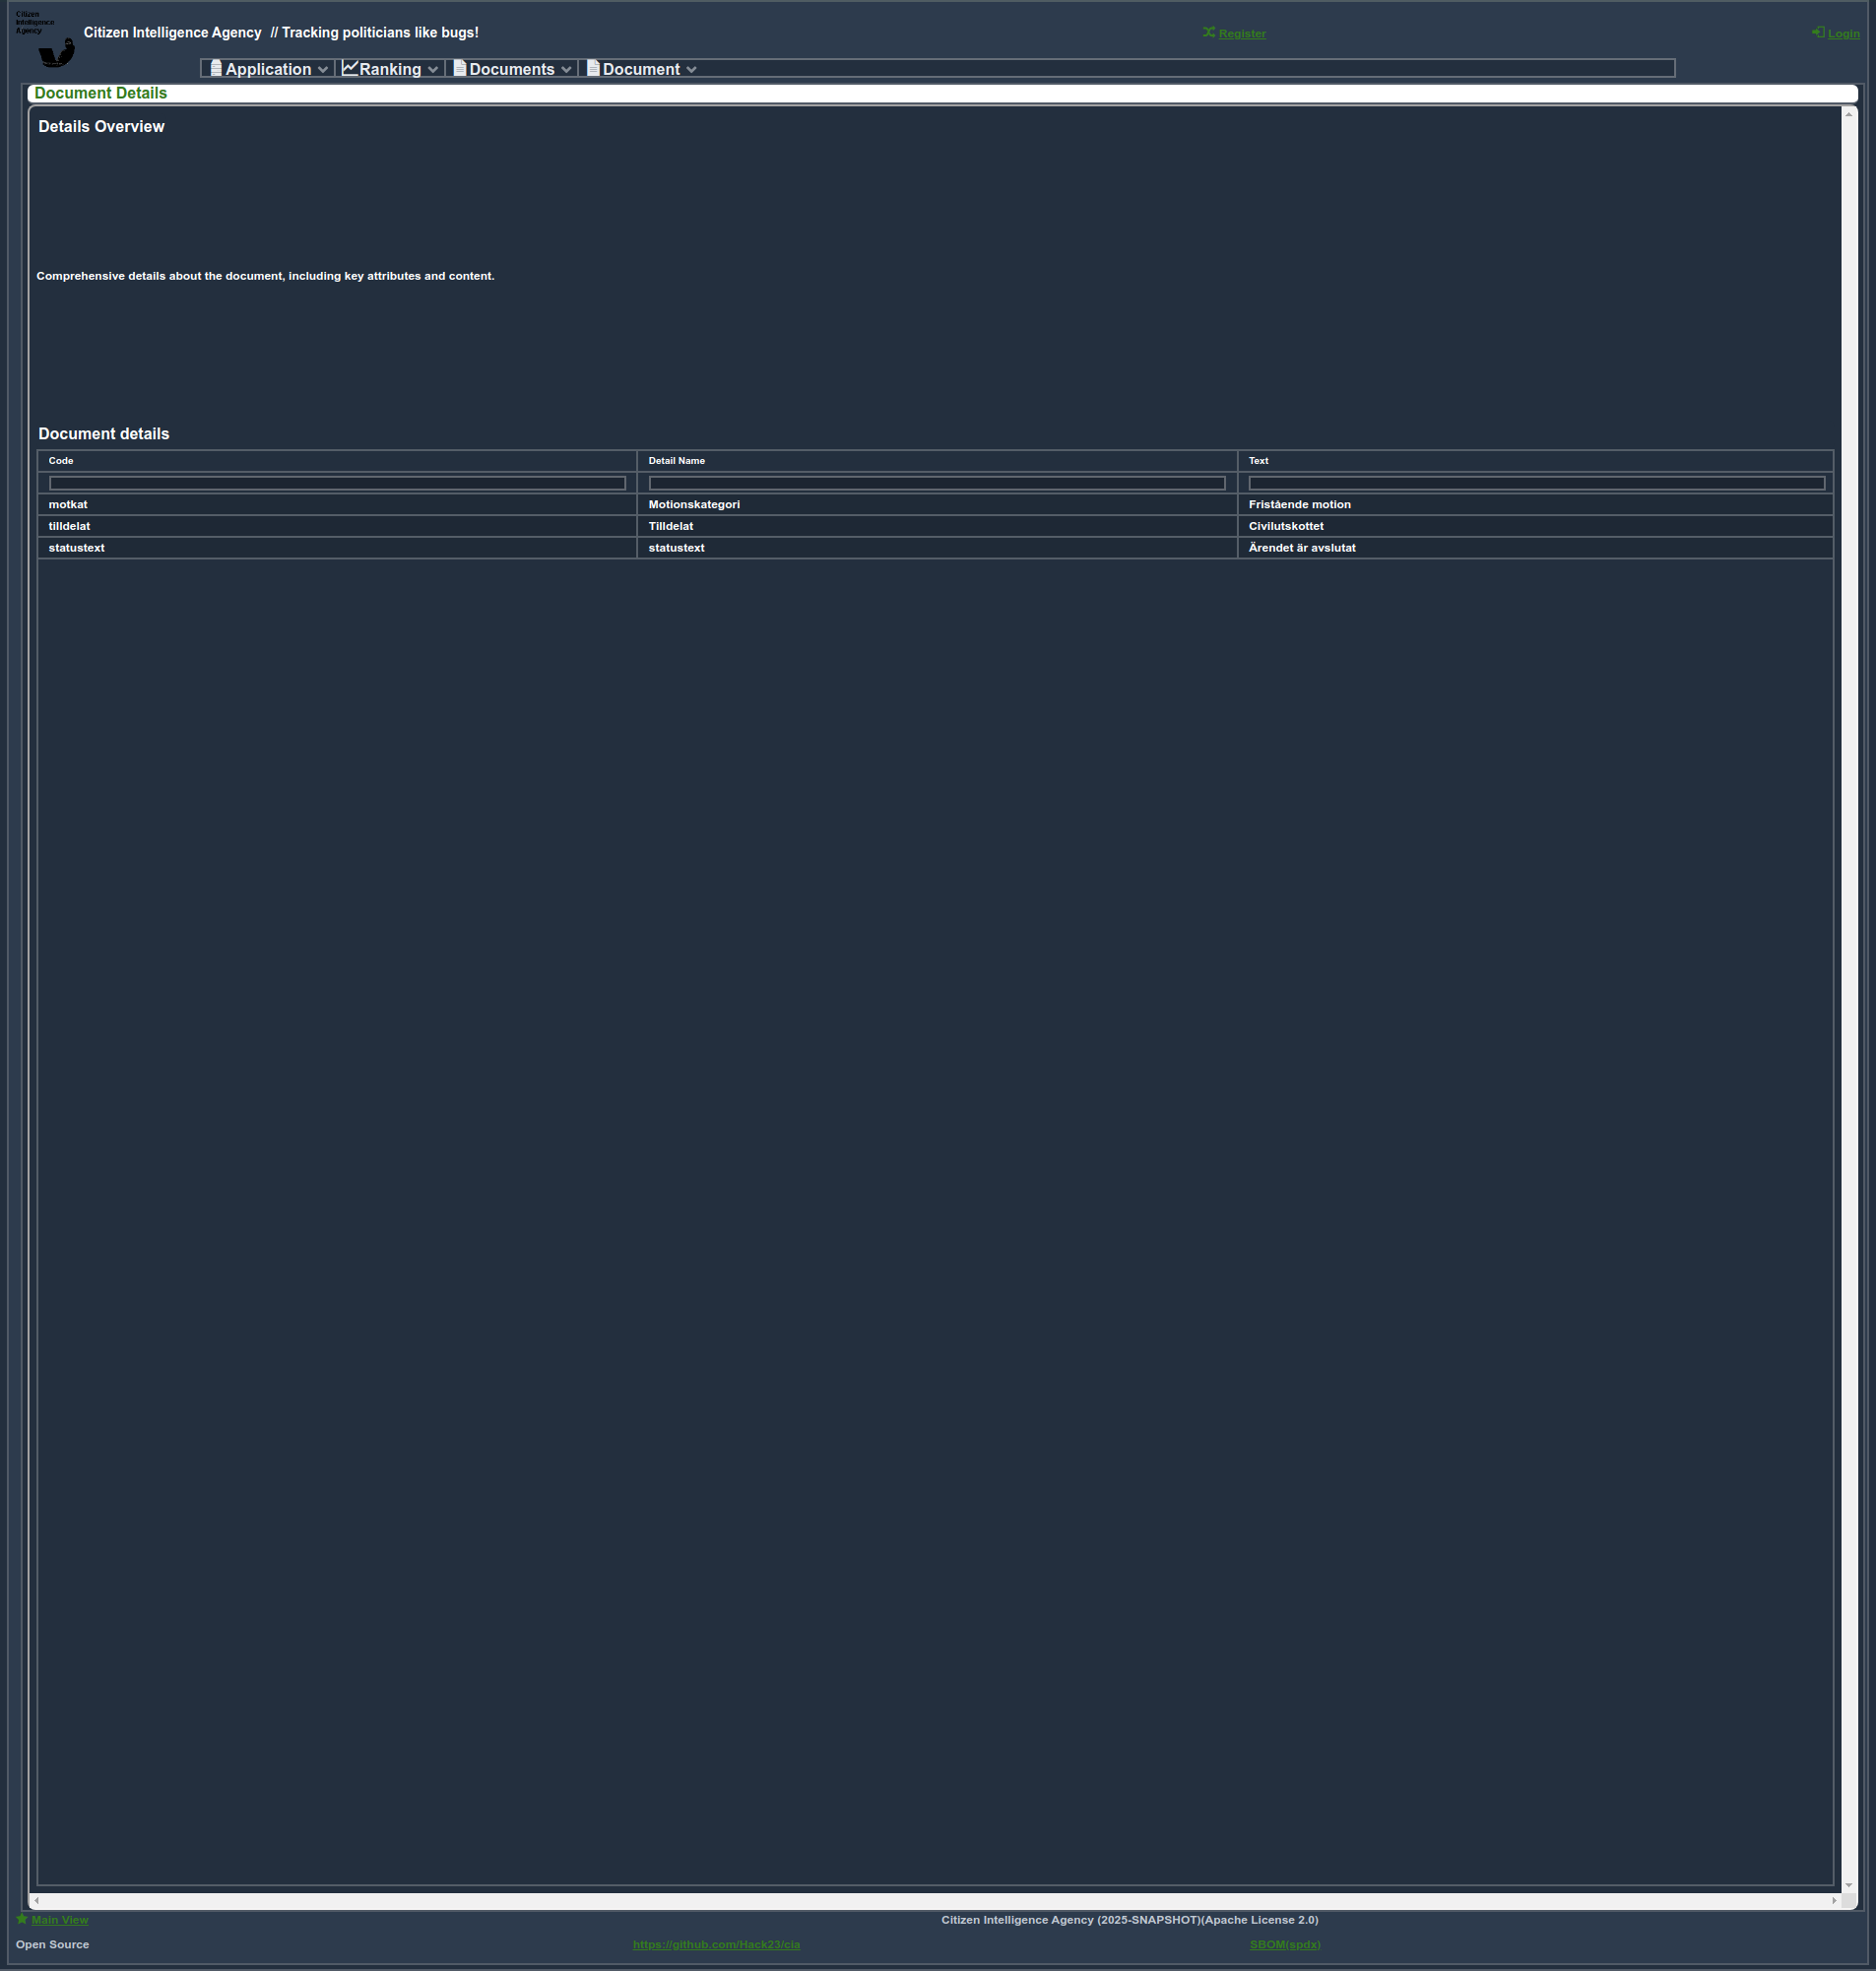 Citizen
Intelligence
Agency
Citizen Intelligence Agency // Tracking politicians like bugs!
Register
Login
Application Ranking Documents Document
Document Details
Details Overview
Comprehensive details about the document, including key attributes and content.
Document details
Code Detail Name Text
motkat Motionskategori Fristående motion
tilldelat Tilldelat Civilutskottet
statustext statustext Ärendet är avslutat
Main View Citizen Intelligence Agency (2025-SNAPSHOT)(Apache License 2.0)
Open Source https://github.com/Hack23/cia SBOM(spdx)